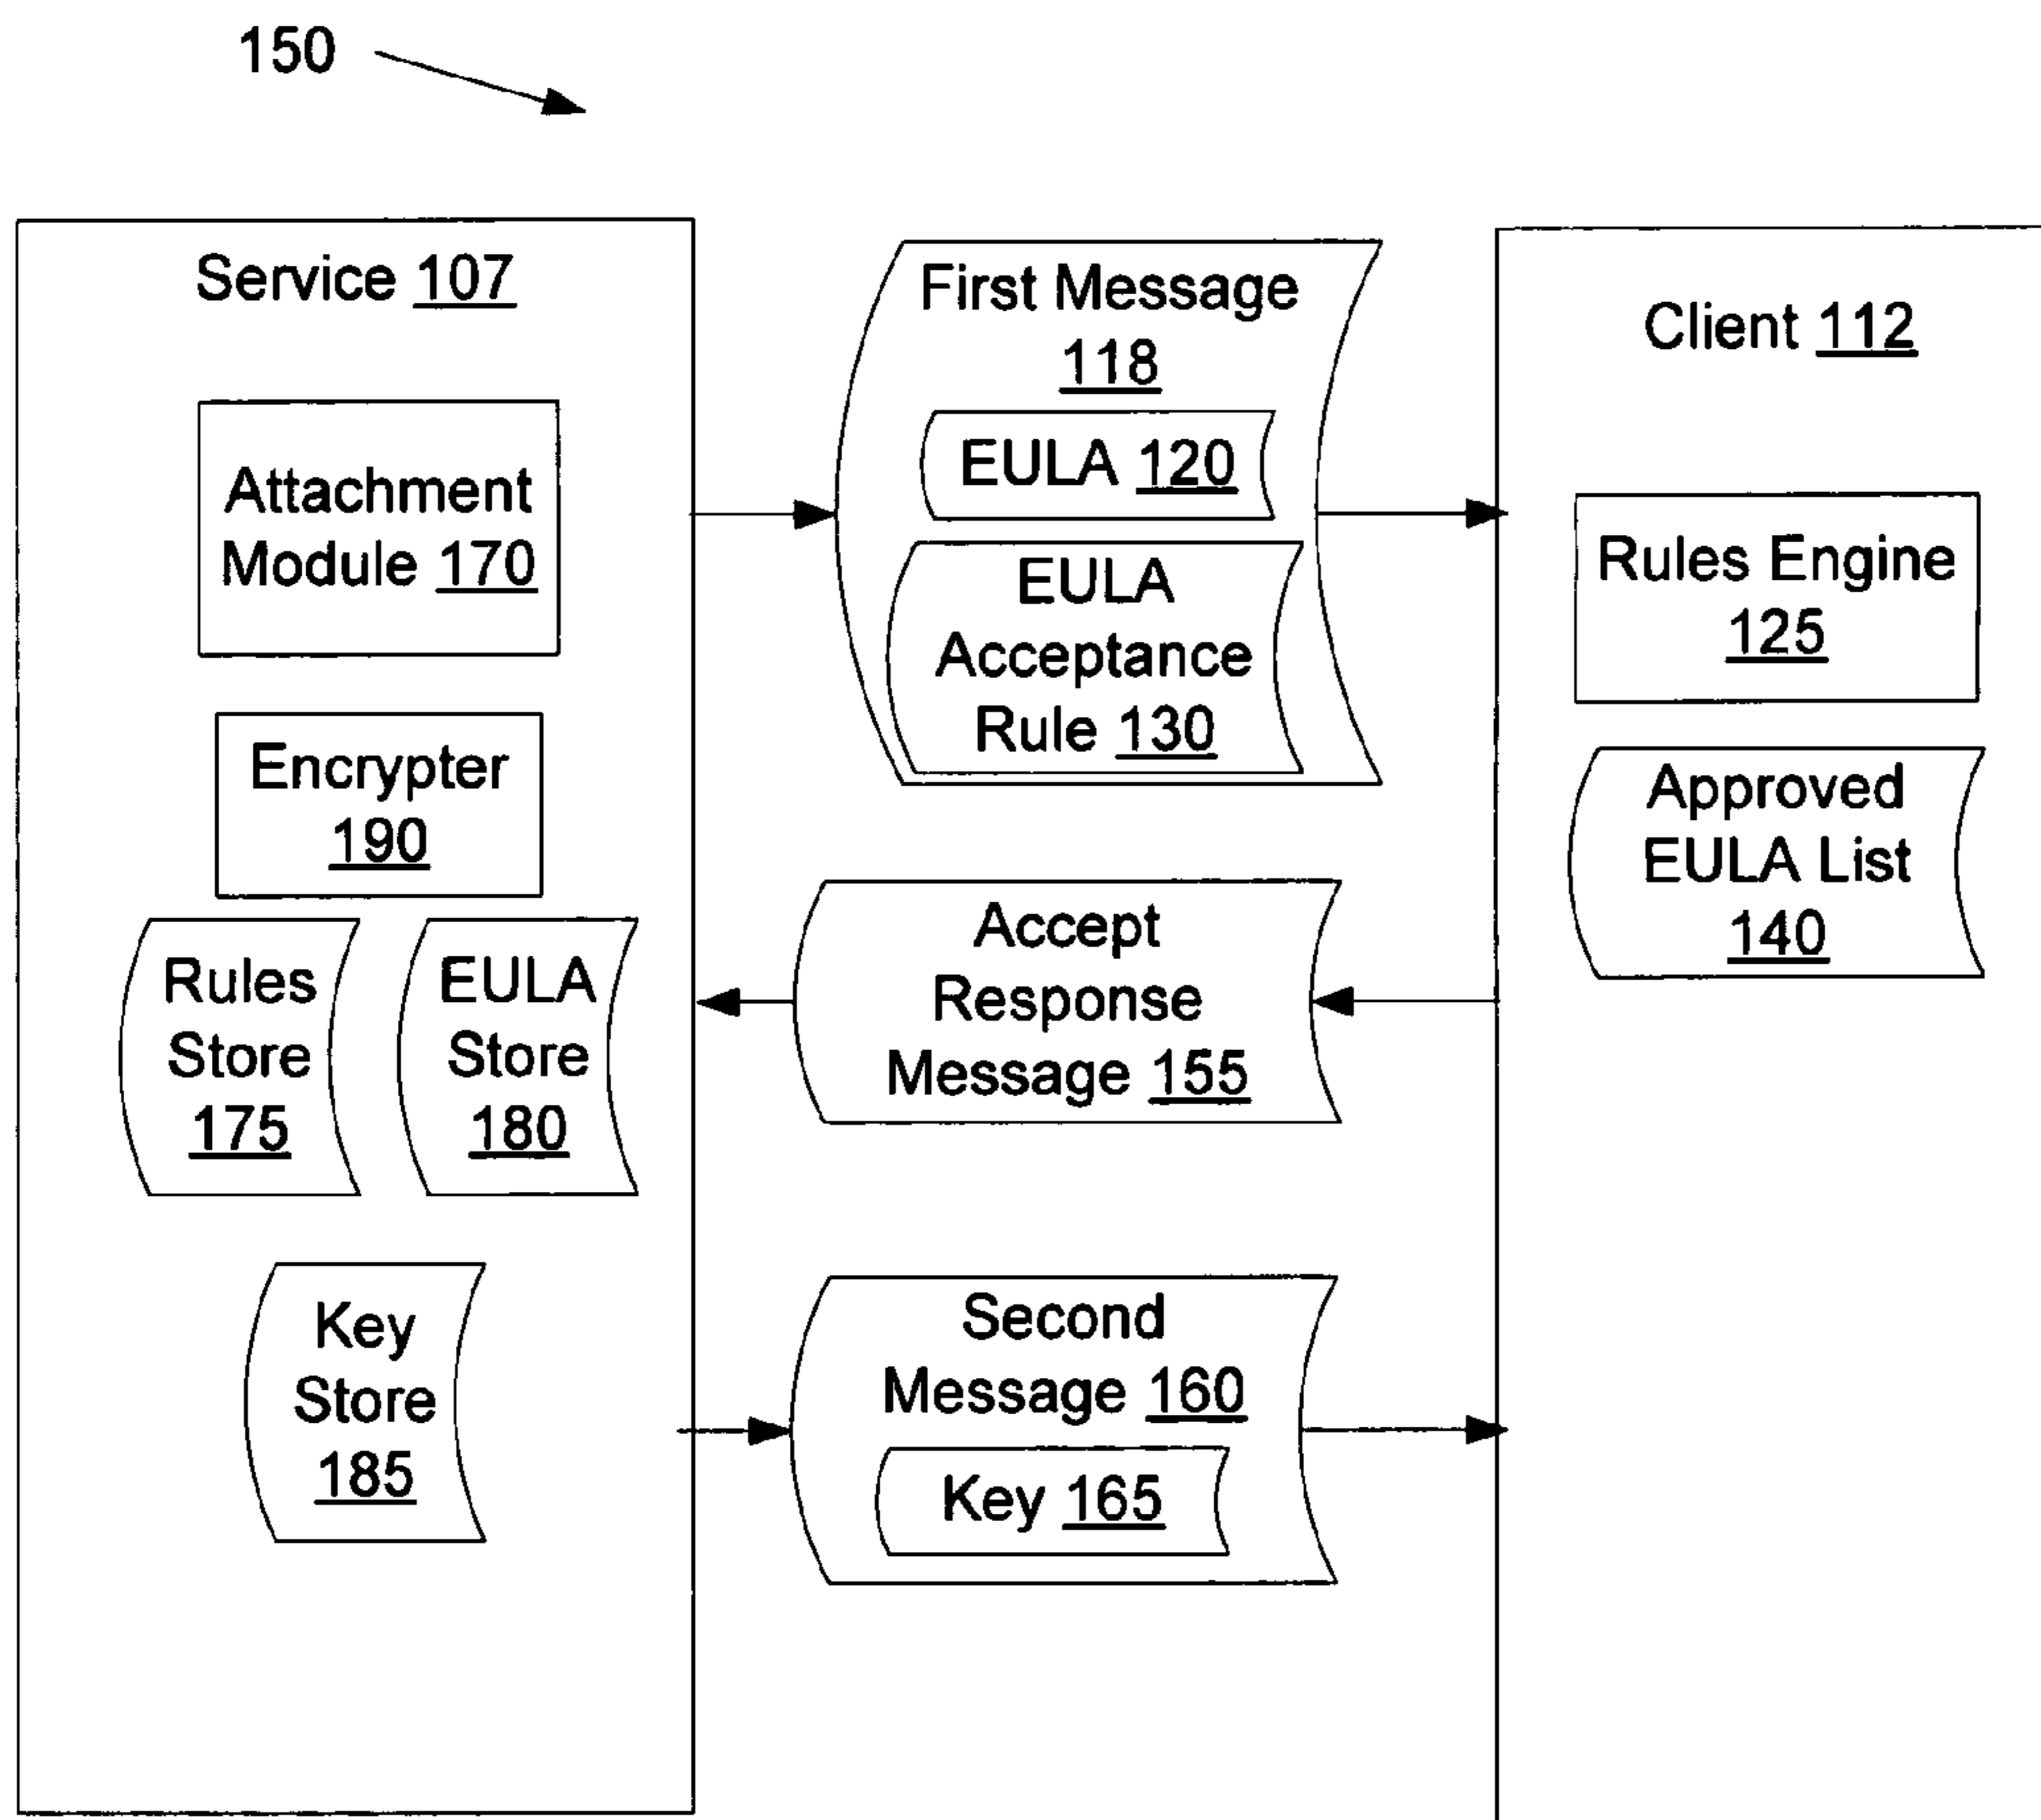 150
Service 107
Attachment
Module 170
Encrypter
190
Rules
Store
175
EULA
Store
180
Key
Store
185
First Message
118
EULA 120
EULA
Acceptance
Rule 130
Accept
Response
Message 155
Second
Message 160
Key 165
Client 112
Rules Engine
125
Approved
EULA List
140